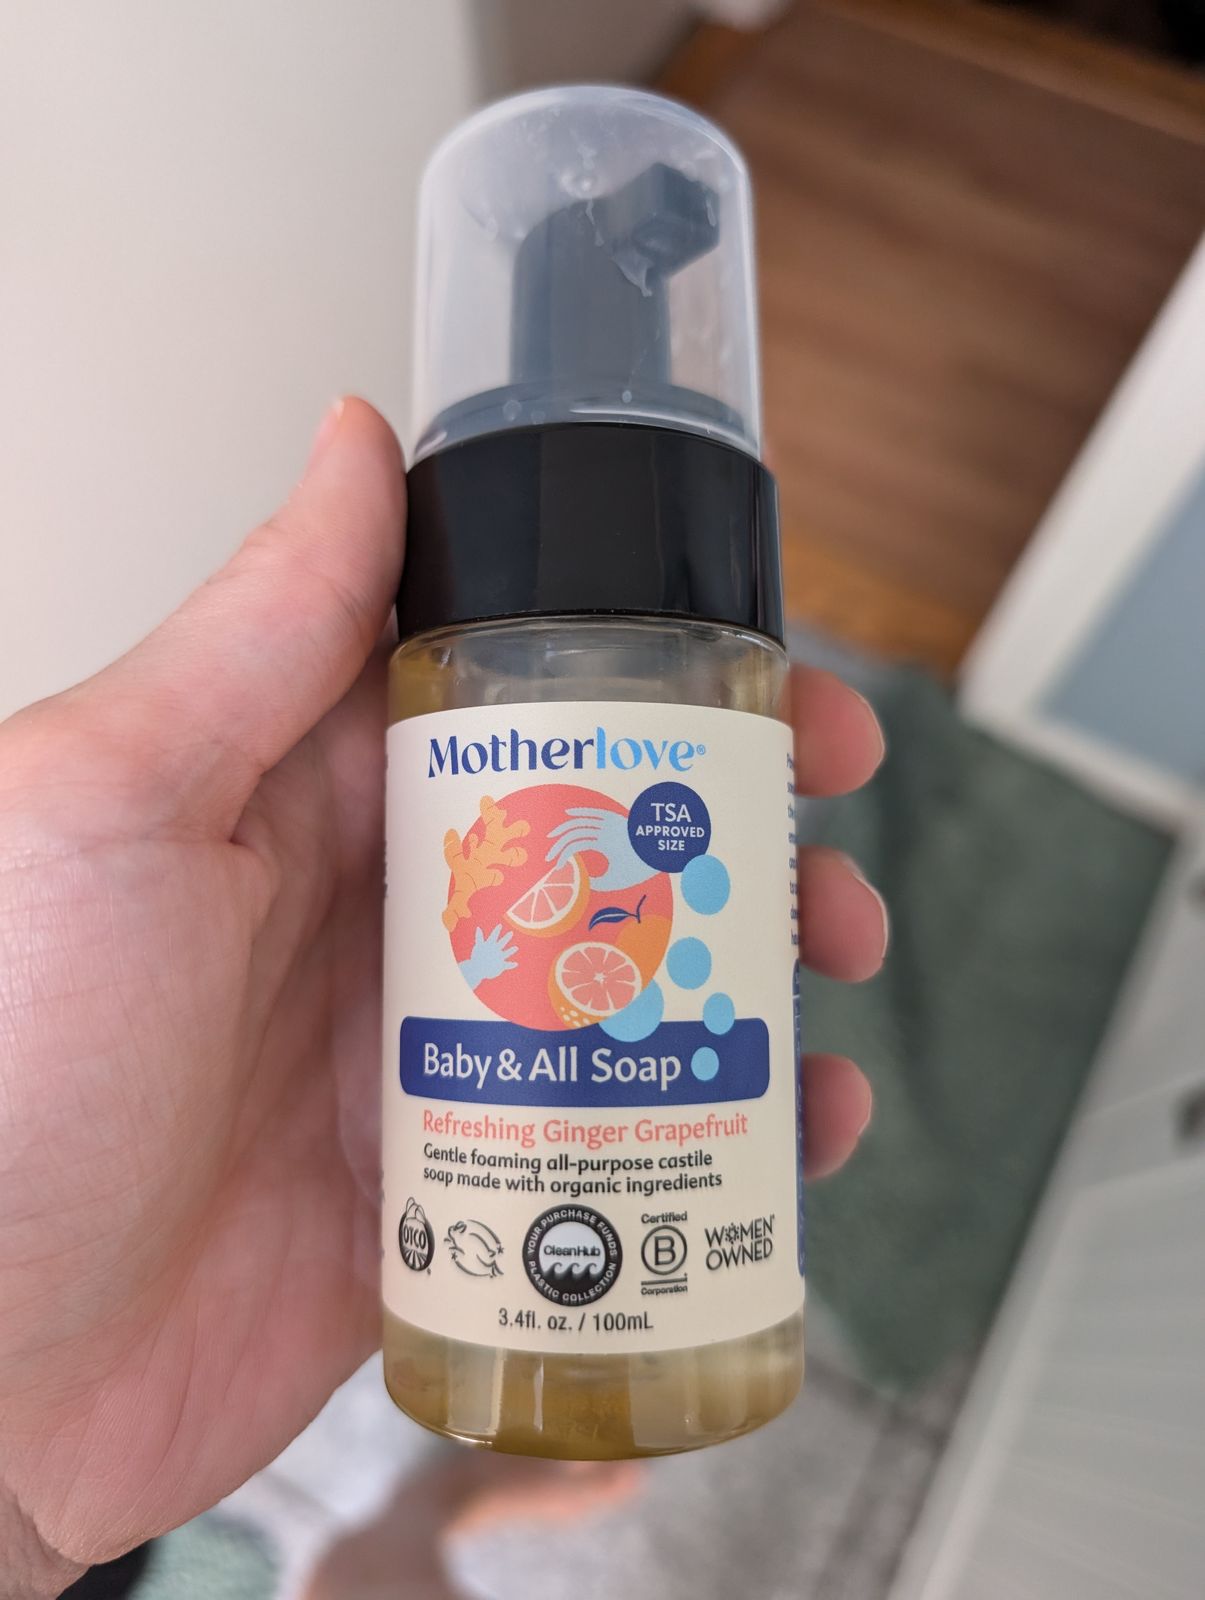 Motherlove®
TSA
APPROVED
SIZE
Baby & All Soap
Refreshing Ginger Grapefruit
Gentle foaming all-purpose castile
soap made with organic ingredients
OTCO
YOUR PURCHASE FUNDS
CleanHub
PLASTIC COLLECTION
Certified
B
Corporation
WOMEN
OWNED
3.4fl. oz. / 100mL